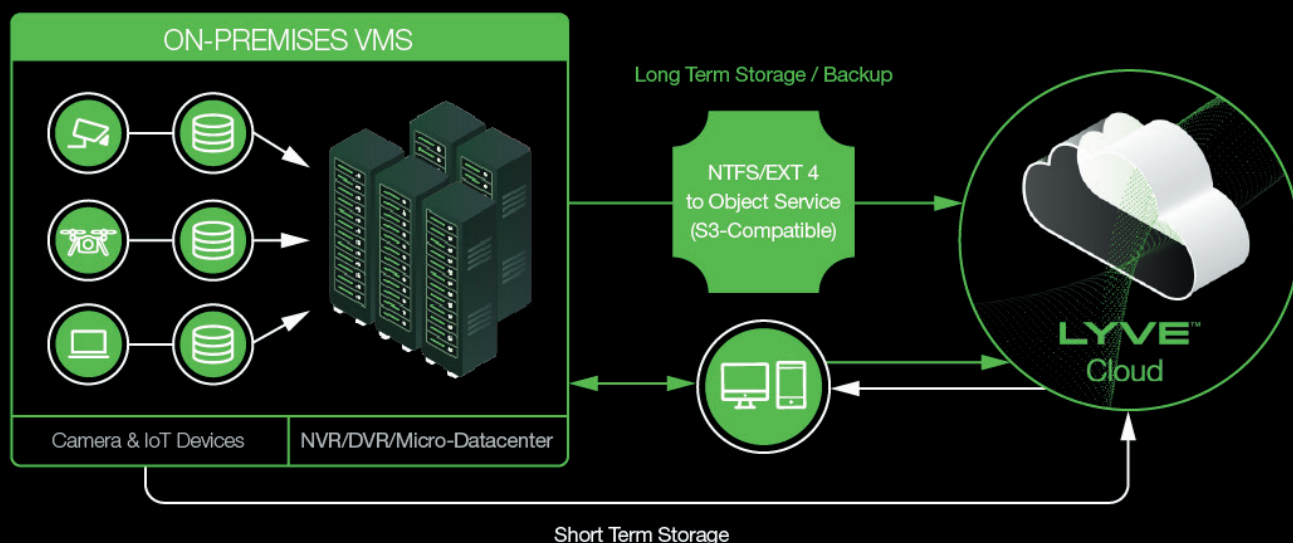 ON-PREMISES VMS
Camera & IoT Devices
NVR/DVR/Micro-Datacenter
Long Term Storage / Backup
NTFS/EXT 4
to Object Service
(S3-Compatible)
LYVE™
Cloud
Short Term Storage